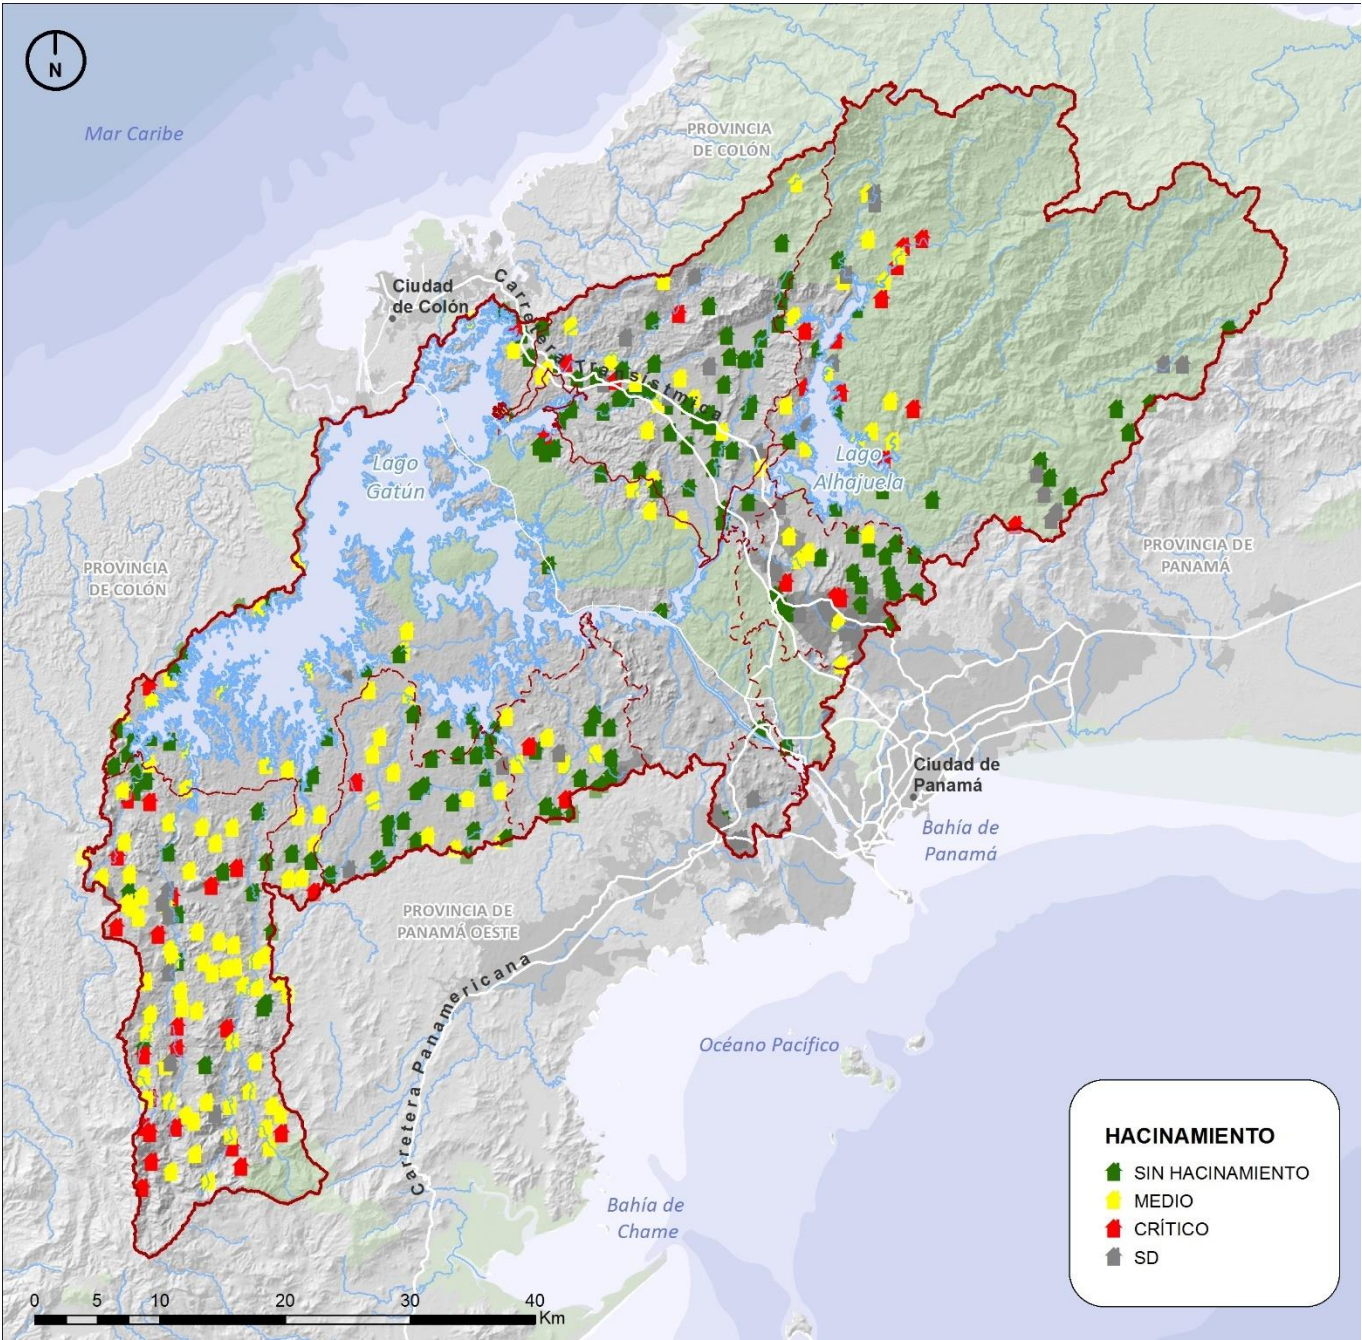 N
Mar Caribe
PROVINCIA
DE COLÓN
Ciudad
de Colón
Carretera Transístmica
Lago
Gatún
Lago
Alhajuela
PROVINCIA
DE COLÓN
PROVINCIA DE
PANAMÁ
Ciudad de
Panamá
Bahía de
Panamá
PROVINCIA DE
PANAMÁ OESTE
Carretera Panamericana
Océano Pacífico
Bahía de
Chame
HACINAMIENTO
SIN HACINAMIENTO
MEDIO
CRÍTICO
SD
0 5 10 20 30 40
Km